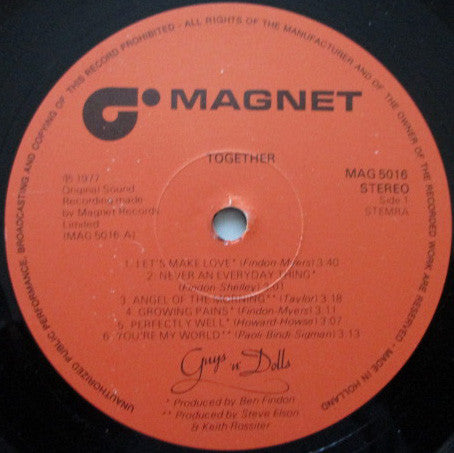 UNAUTHORIZED PUBLIC PERFORMANCE, BROADCASTING AND COPYING OF THIS RECORD PROHIBITED - ALL RIGHTS OF THE MANUFACTURER AND OF THE OWNER OF THE RECORDED WORK ARE RESERVED - MADE IN HOLLAND
MAGNET
TOGETHER
℗ 1977
Original Sound
Recording made
by Magnet Records
Limited
(MAG 5016 A)
MAG 5016
STEREO
Side 1
STEMRA
1. LET'S MAKE LOVE* (Findon-Myers) 3.40
2. NEVER AN EVERYDAY THING*
(Findon-Shelley)
3. ANGEL OF THE MORNING** (Taylor) 3.18
4. GROWING PAINS* (Findon-Myers) 3.11
5. PERFECTLY WELL* (Howard-Howse) 3.07
6. YOU'RE MY WORLD** (Paoli Bindi Sigman) 3.13
Guys 'n' Dolls
* Produced by Ben Findon
** Produced by Steve Elson
& Keith Rossiter